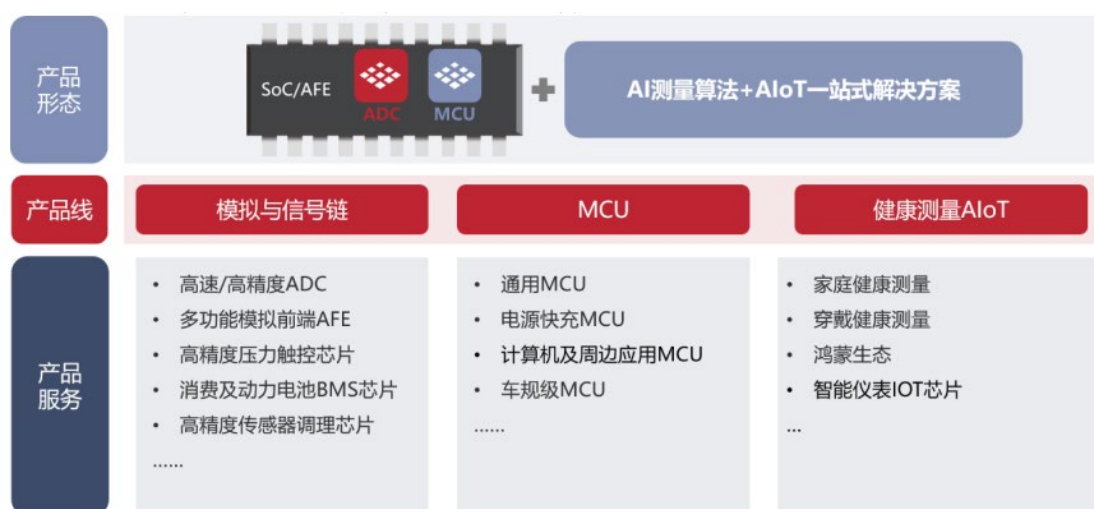 产品
形态
SoC/AFE
ADC
MCU
AI测量算法+AIoT一站式解决方案
产品线
模拟与信号链
MCU
健康测量AIoT
产品
服务
• 高速/高精度ADC
• 多功能模拟前端AFE
• 高精度压力触控芯片
• 消费及动力电池BMS芯片
• 高精度传感器调理芯片
......
• 通用MCU
• 电源快充MCU
• 计算机及周边应用MCU
• 车规级MCU
......
• 家庭健康测量
• 穿戴健康测量
• 鸿蒙生态
• 智能仪表IOT芯片
...